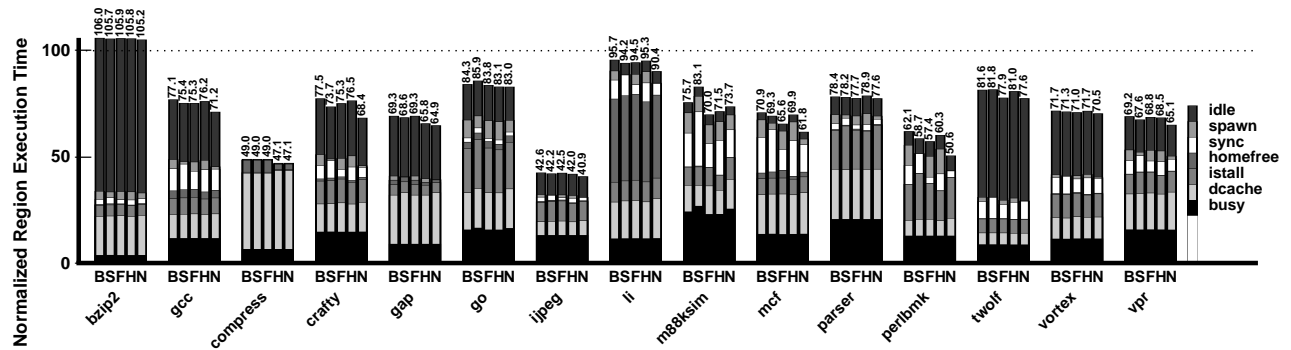 Normalized Region Execution Time
100
50
0
106.0 105.7 105.9 105.8 105.2
77.1 75.4 75.3 76.2 71.2
49.0 49.0 49.0 47.1 47.1
77.5 73.7 75.3 76.5 68.4
69.3 68.6 69.3 65.8 64.9
84.3 85.9 83.8 83.1 83.0
42.6 42.2 42.5 42.0 40.9
95.7 94.2 94.5 95.3 90.4
75.7 83.1 70.0 71.5 73.7
70.9 69.3 65.6 69.9 61.8
78.4 78.2 77.7 78.9 77.6
62.1 58.7 57.4 60.3 50.6
81.6 81.8 77.9 81.0 77.6
71.7 71.3 71.0 71.7 70.5
69.2 67.6 68.8 68.5 65.1
idle
spawn
sync
homefree
istall
dcache
busy
BSFHN BSFHN BSFHN BSFHN BSFHN BSFHN BSFHN BSFHN BSFHN BSFHN BSFHN BSFHN BSFHN BSFHN BSFHN
bzip2
gcc
compress
crafty
gap
go
ijpeg
li
m88ksim
mcf
parser
perlbmk
twolf
vortex
vpr